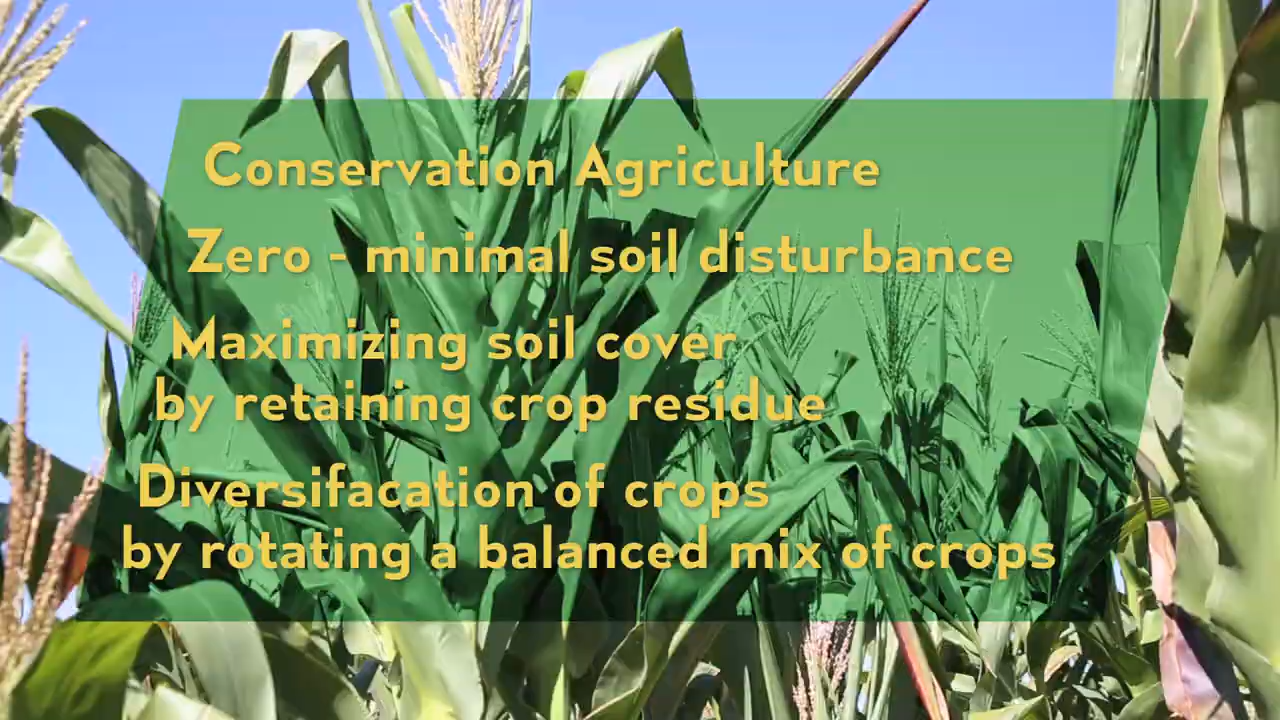 Conservation Agriculture
Zero - minimal soil disturbance
Maximizing soil cover
by retaining crop residue
Diversifacation of crops
by rotating a balanced mix of crops